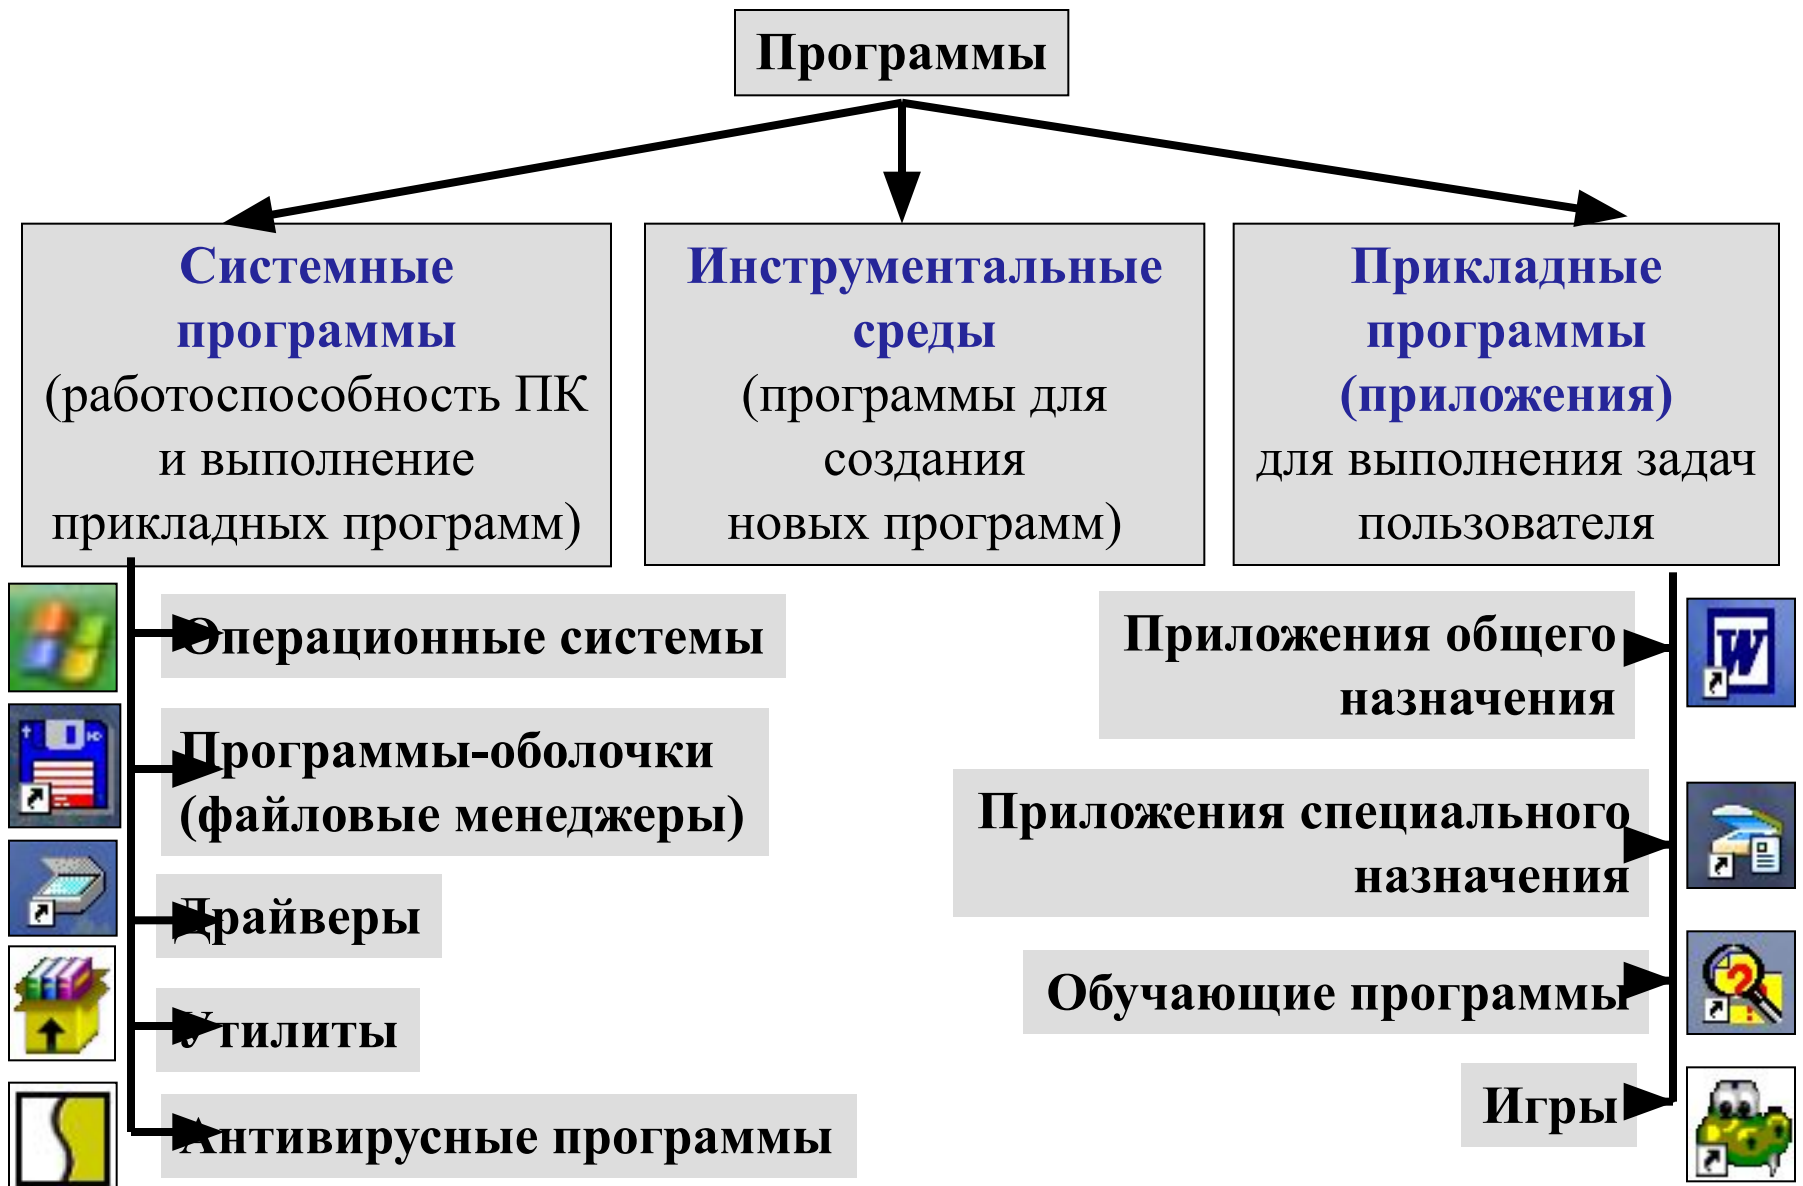 Программы
Системные
программы
(работоспособность ПК
и выполнение
прикладных программ)
Инструментальные
среды
(программы для
создания
новых программ)
Прикладные
программы
(приложения)
для выполнения задач
пользователя
Операционные системы
Программы-оболочки
(файловые менеджеры)
Драйверы
Утилиты
Антивирусные программы
Приложения общего
назначения
W
Приложения специального
назначения
Обучающие программы
?
Игры